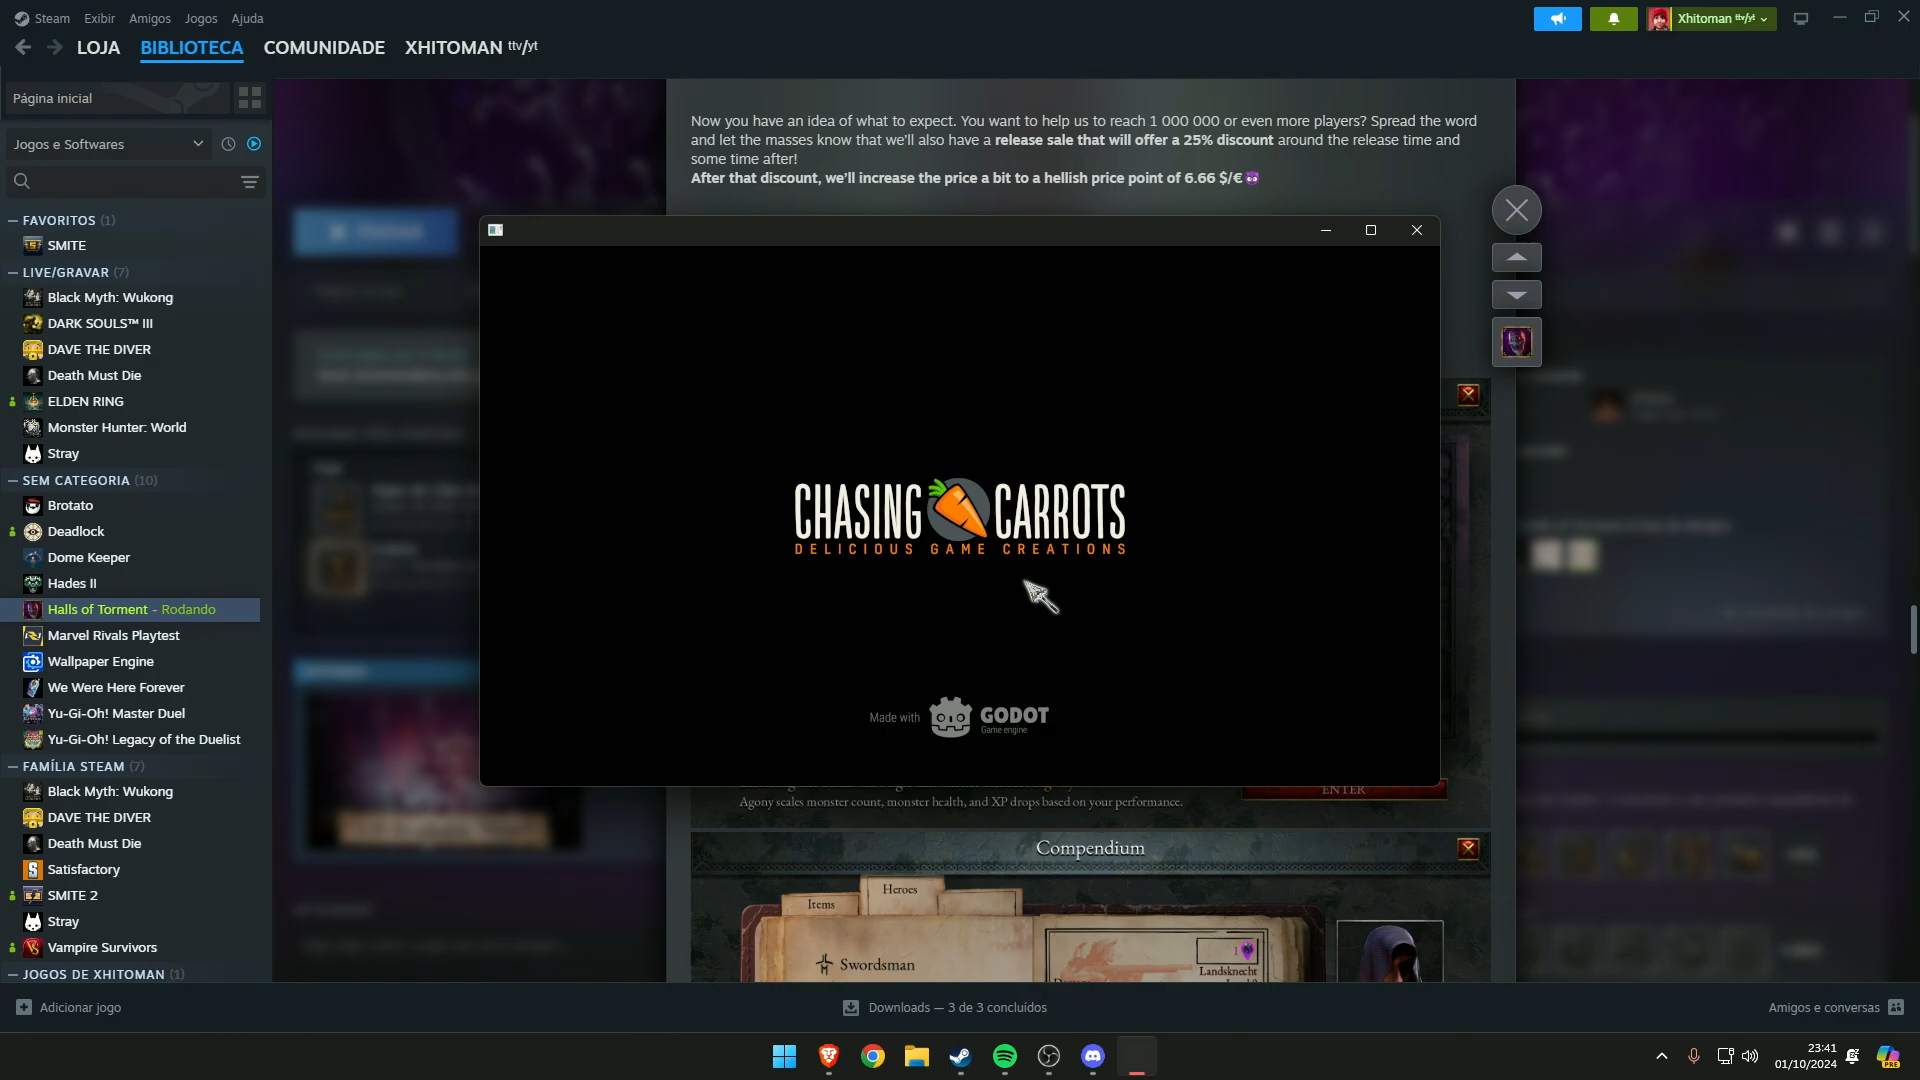 Steam
Exibir
Amigos
Jogos
Ajuda
Xhitoman ttv/yt
LOJA
BIBLIOTECA
COMUNIDADE
XHITOMAN ttv/yt
Página inicial
Jogos e Softwares
— FAVORITOS (1)
SMITE
— LIVE/GRAVAR (7)
Black Myth: Wukong
DARK SOULS™ III
DAVE THE DIVER
Death Must Die
ELDEN RING
Monster Hunter: World
Stray
— SEM CATEGORIA (10)
Brotato
Deadlock
Dome Keeper
Hades II
Halls of Torment - Rodando
Marvel Rivals Playtest
Wallpaper Engine
We Were Here Forever
Yu-Gi-Oh! Master Duel
Yu-Gi-Oh! Legacy of the Duelist
— FAMÍLIA STEAM (7)
Black Myth: Wukong
DAVE THE DIVER
Death Must Die
Satisfactory
SMITE 2
Stray
Vampire Survivors
— JOGOS DE XHITOMAN (1)
Now you have an idea of what to expect. You want to help us to reach 1 000 000 or even more players? Spread the word
and let the masses know that we'll also have a release sale that will offer a 25% discount around the release time and
some time after!
After that discount, we'll increase the price a bit to a hellish price point of 6.66 $/€😈
CHASING CARROTS
DELICIOUS GAME CREATIONS
Made with
GODOT
Game engine
ENTER
Agony scales monster count, monster health, and XP drops based on your performance.
Compendium
Heroes
Items
Swordsman
1
Landsknecht
Adicionar jogo
Downloads — 3 de 3 concluídos
Amigos e conversas
23:41
01/10/2024
PRE